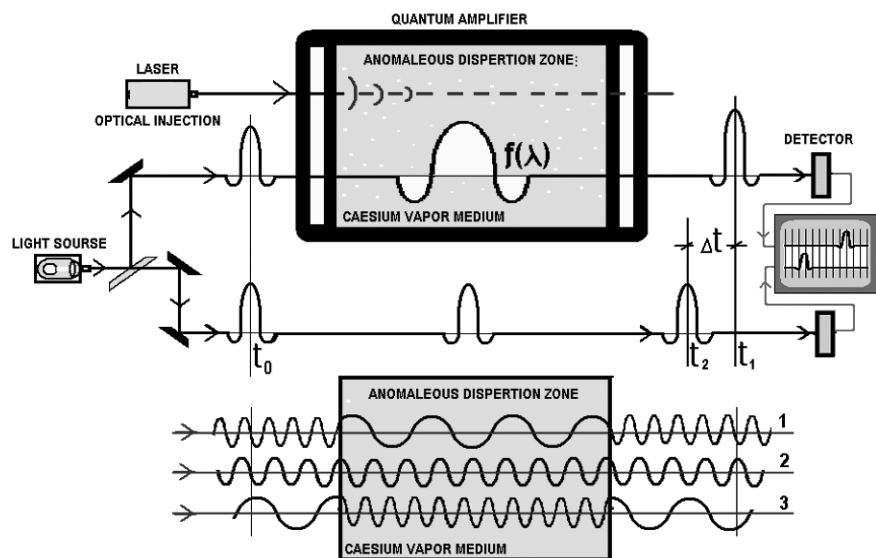 QUANTUM AMPLIFIER
ANOMALEOUS DISPERTION ZONE:
LASER
OPTICAL INJECTION
DETECTOR
f(λ)
CAESIUM VAPOR MEDIUM
LIGHT SOURSE
Δt
t₀
t₂
t₁
ANOMALEOUS DISPERTION ZONE
1
2
3
CAESIUM VAPOR MEDIUM